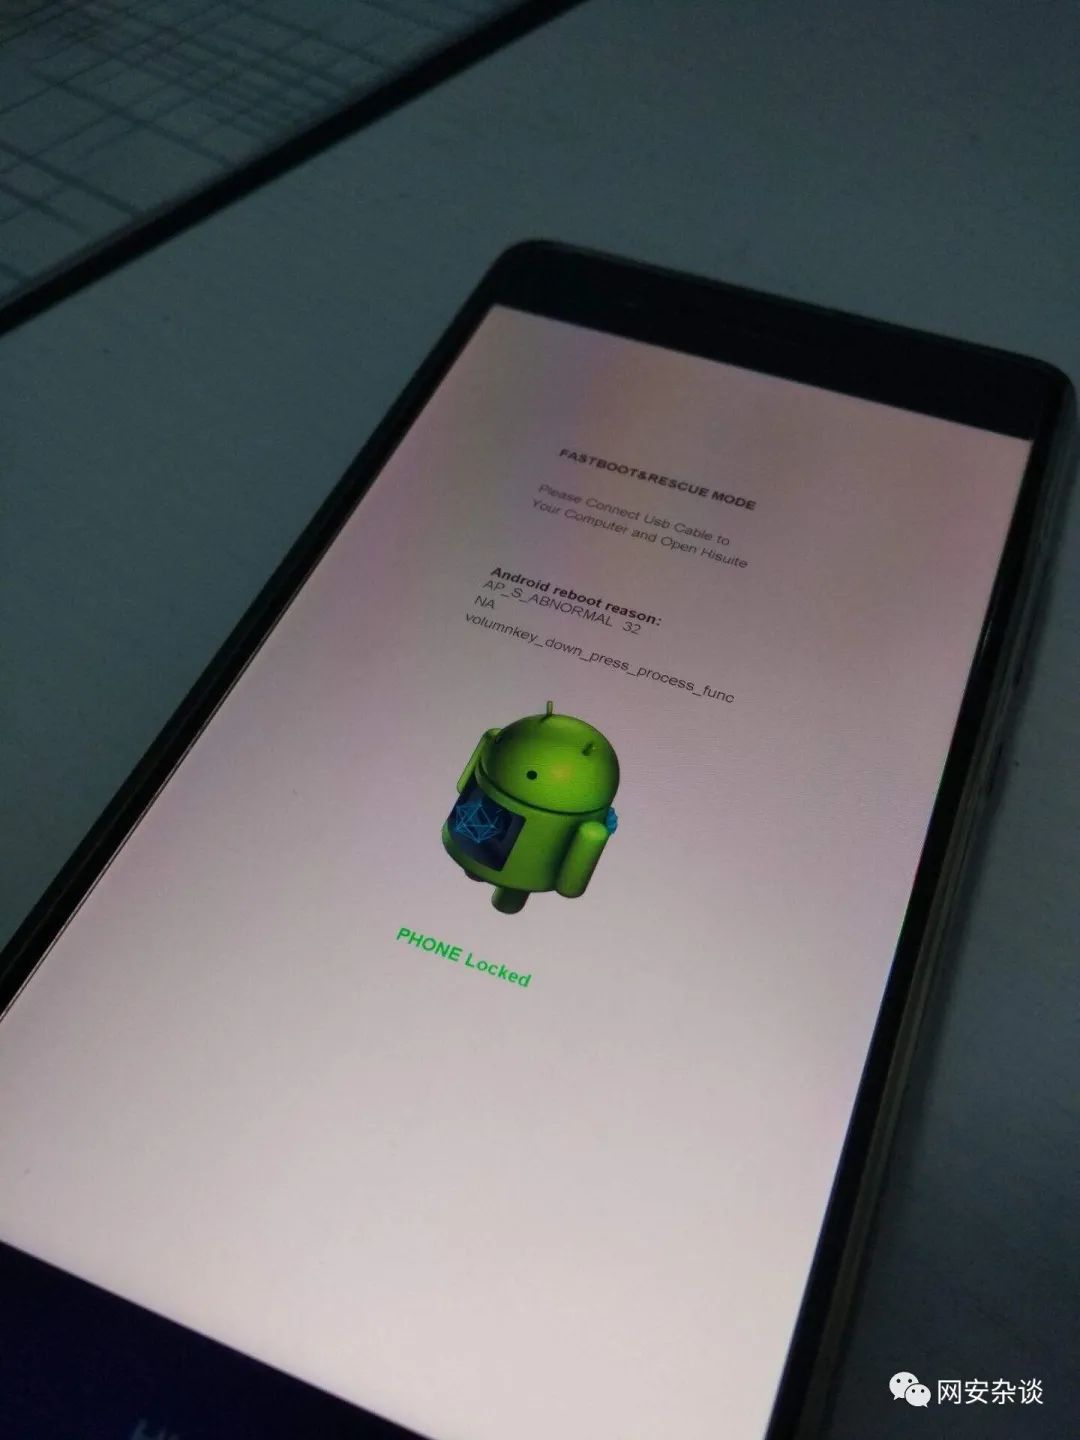 FASTBOOT&RESCUE MODE
Please Connect Usb Cable to
Your Computer and Open Hisuite
Android reboot reason:
AP_S_ABNORMAL 32
NA
volumnkey_down_press_process_func
PHONE Locked
网安杂谈